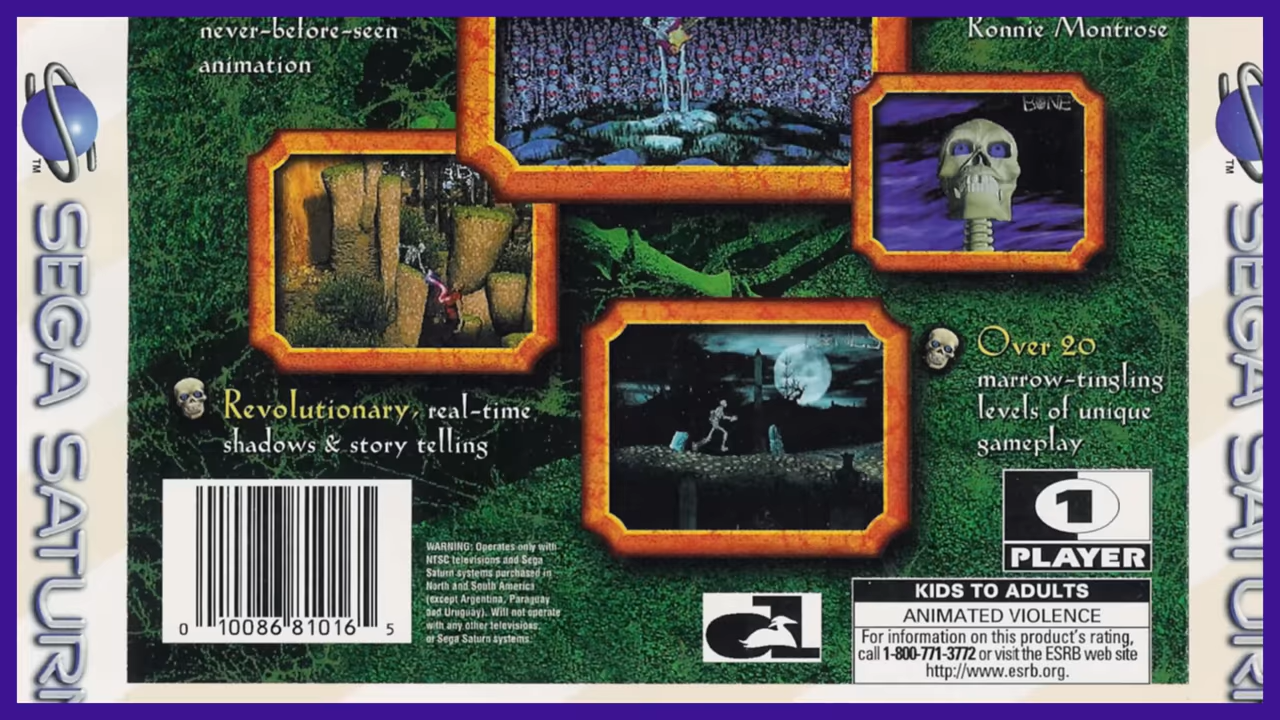 never-before-seen
animation
Ronnie Montrose
BONE
Revolutionary, real-time
shadows & story telling
Over 20
marrow-tingling
levels of unique
gameplay
0 10086 81016 5
WARNING: Operates only with
NTSC televisions and Sega
Saturn systems purchased in
North and South America
(except Argentina, Paraguay
and Uruguay). Will not operate
with any other televisions,
or Sega Saturn systems.
1
PLAYER
KIDS TO ADULTS
ANIMATED VIOLENCE
For information on this product's rating,
call 1-800-771-3772 or visit the ESRB web site
http://www.esrb.org.
TM
SEGA SATURN
TM
SEGA SATURN